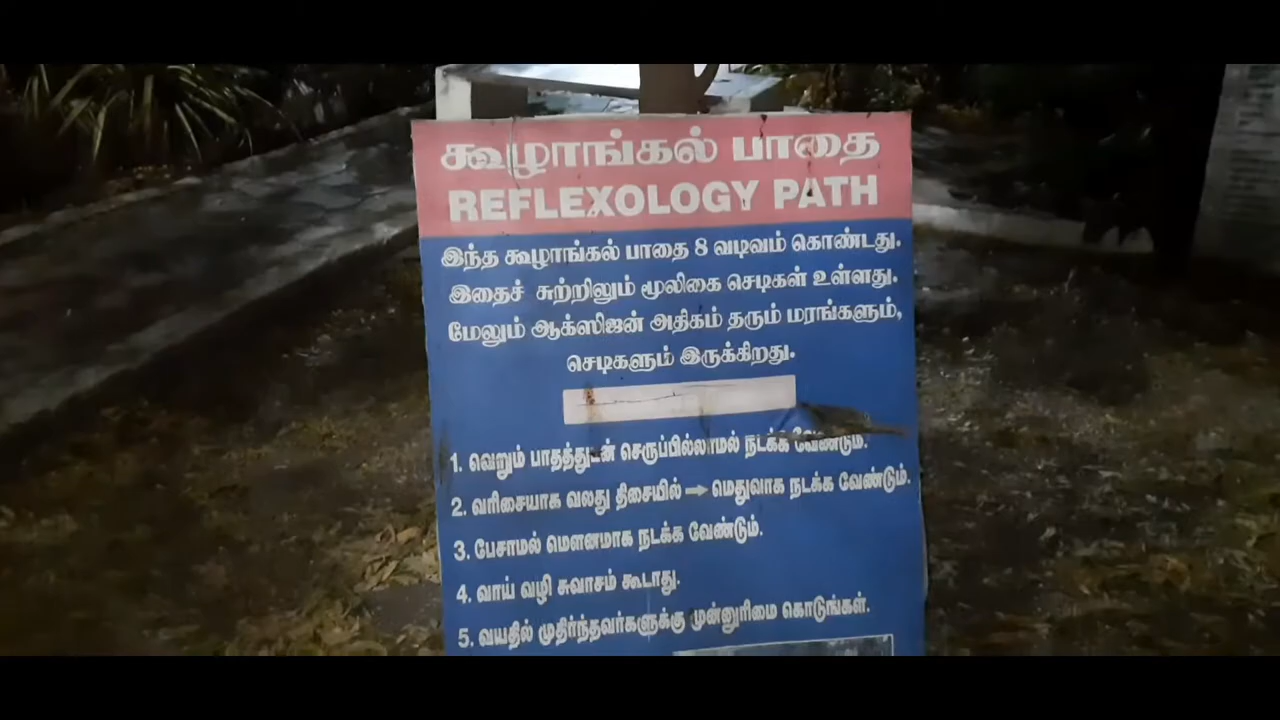 கூழாங்கல் பாதை
REFLEXOLOGY PATH
இந்த கூழாங்கல் பாதை 8 வடிவம் கொண்டது.
இதைச் சுற்றிலும் மூலிகை செடிகள் உள்ளது.
மேலும் ஆக்ஸிஜன் அதிகம் தரும் மரங்களும்,
செடிகளும் இருக்கிறது.
1. வெறும் பாதத்துடன் செருப்பில்லாமல் நடக்க வேண்டும்.
2. வரிசையாக வலது திசையில் → மெதுவாக நடக்க வேண்டும்.
3. பேசாமல் மௌனமாக நடக்க வேண்டும்.
4. வாய் வழி சுவாசம் கூடாது.
5. வயதில் முதிர்ந்தவர்களுக்கு முன்னுரிமை கொடுங்கள்.